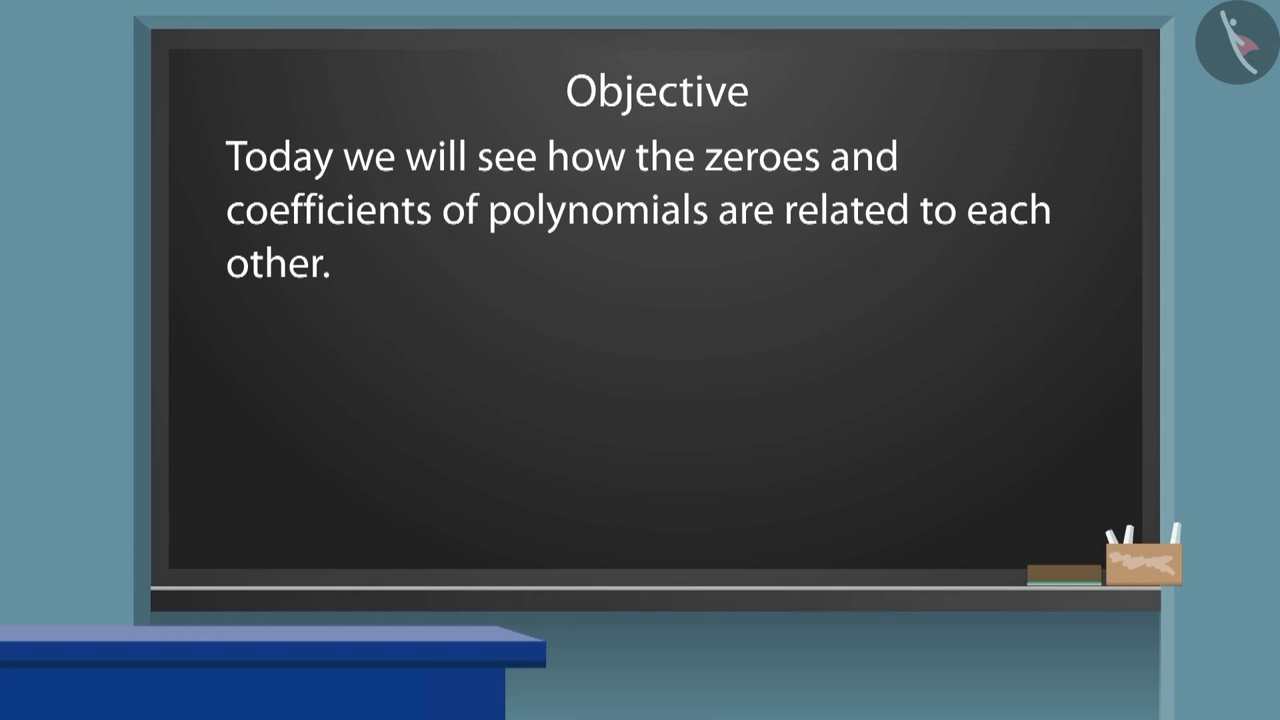 Objective
Today we will see how the zeroes and
coefficients of polynomials are related to each
other.